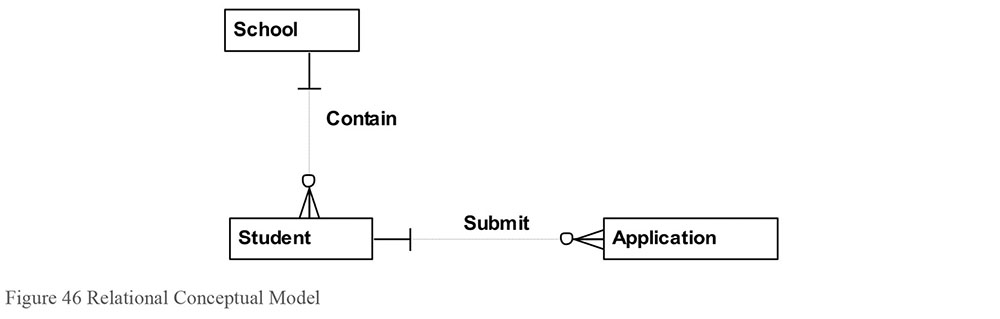 School
Contain
Submit
Student
Application
Figure 46 Relational Conceptual Model